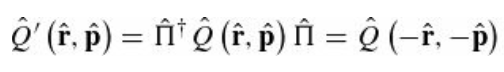 Q̂′(r̂, p̂) = Π̂†Q̂(r̂, p̂)Π̂ = Q̂(−r̂, −p̂)